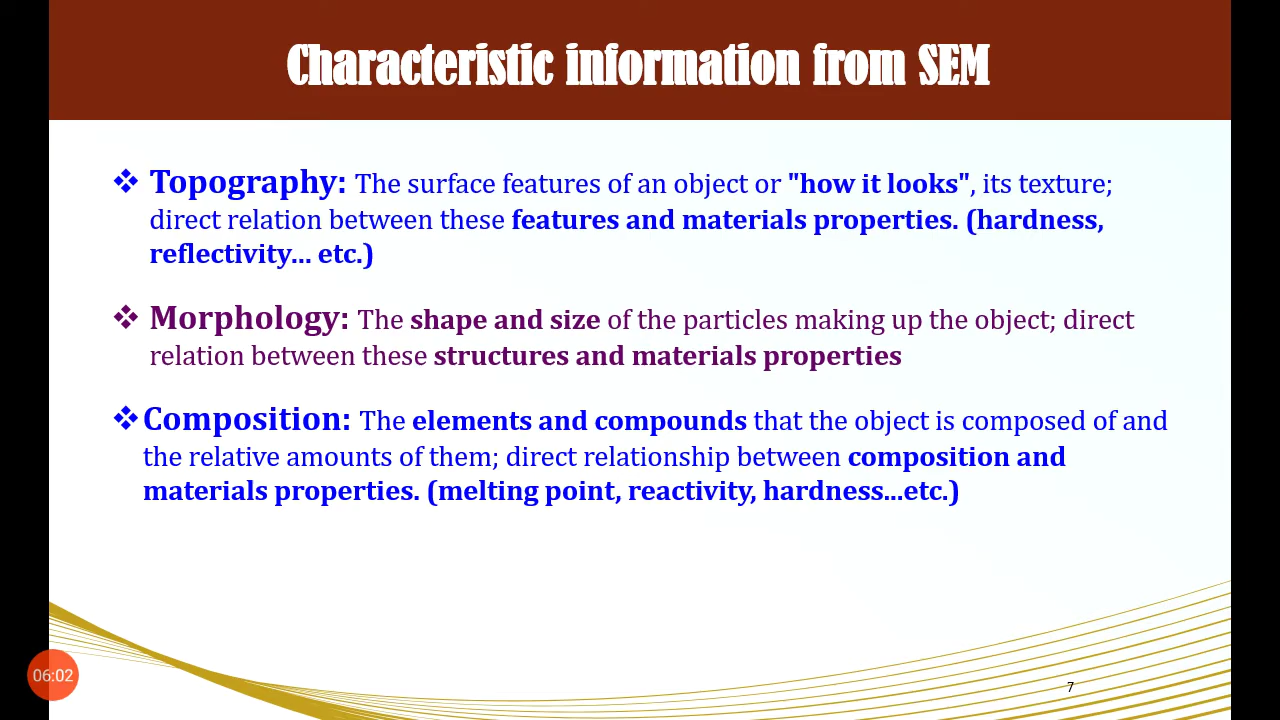 Characteristic information from SEM
❖ Topography: The surface features of an object or "how it looks", its texture;
direct relation between these features and materials properties. (hardness,
reflectivity... etc.)
❖ Morphology: The shape and size of the particles making up the object; direct
relation between these structures and materials properties
❖Composition: The elements and compounds that the object is composed of and
the relative amounts of them; direct relationship between composition and
materials properties. (melting point, reactivity, hardness...etc.)
06:02
7